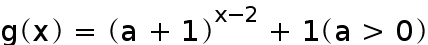 g(x) = (a + 1)^{x−2} + 1(a > 0)